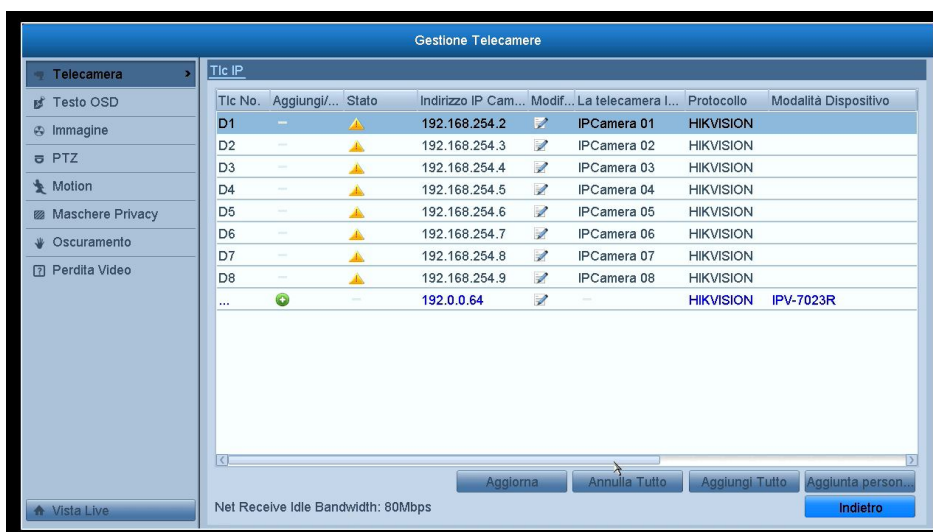 Gestione Telecamere
Telecamera >
Testo OSD
Immagine
PTZ
Motion
Maschere Privacy
Oscuramento
Perdita Video
Vista Live
Tlc IP
Tlc No. Aggiungi/... Stato Indirizzo IP Cam... Modif... La telecamera I... Protocollo Modalità Dispositivo
D1 192.168.254.2 IPCamera 01 HIKVISION
D2 192.168.254.3 IPCamera 02 HIKVISION
D3 192.168.254.4 IPCamera 03 HIKVISION
D4 192.168.254.5 IPCamera 04 HIKVISION
D5 192.168.254.6 IPCamera 05 HIKVISION
D6 192.168.254.7 IPCamera 06 HIKVISION
D7 192.168.254.8 IPCamera 07 HIKVISION
D8 192.168.254.9 IPCamera 08 HIKVISION
... 192.0.0.64 HIKVISION IPV-7023R
Aggiorna Annulla Tutto Aggiungi Tutto Aggiunta person...
Net Receive Idle Bandwidth: 80Mbps
Indietro